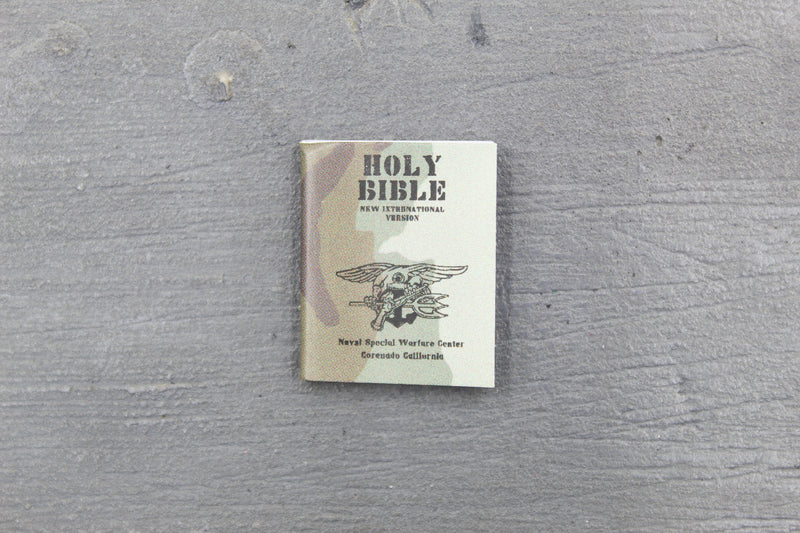 HOLY
BIBLE
NEW INTERNATIONAL
VERSION
Naval Special Warfare Center
Coronado California